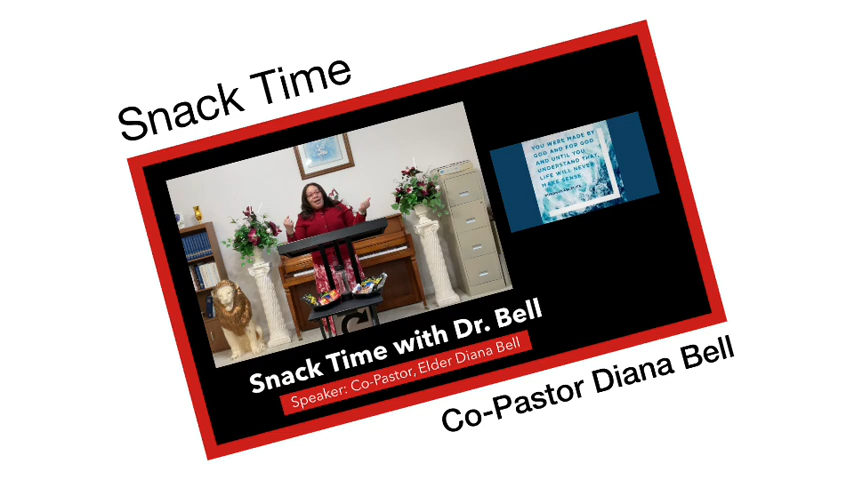 Snack Time
YOU WERE MADE BY
GOD AND FOR GOD
AND UNTIL YOU
UNDERSTAND THAT,
LIFE WILL NEVER
MAKE SENSE.
Snack Time with Dr. Bell
Speaker: Co-Pastor, Elder Diana Bell
Co-Pastor Diana Bell